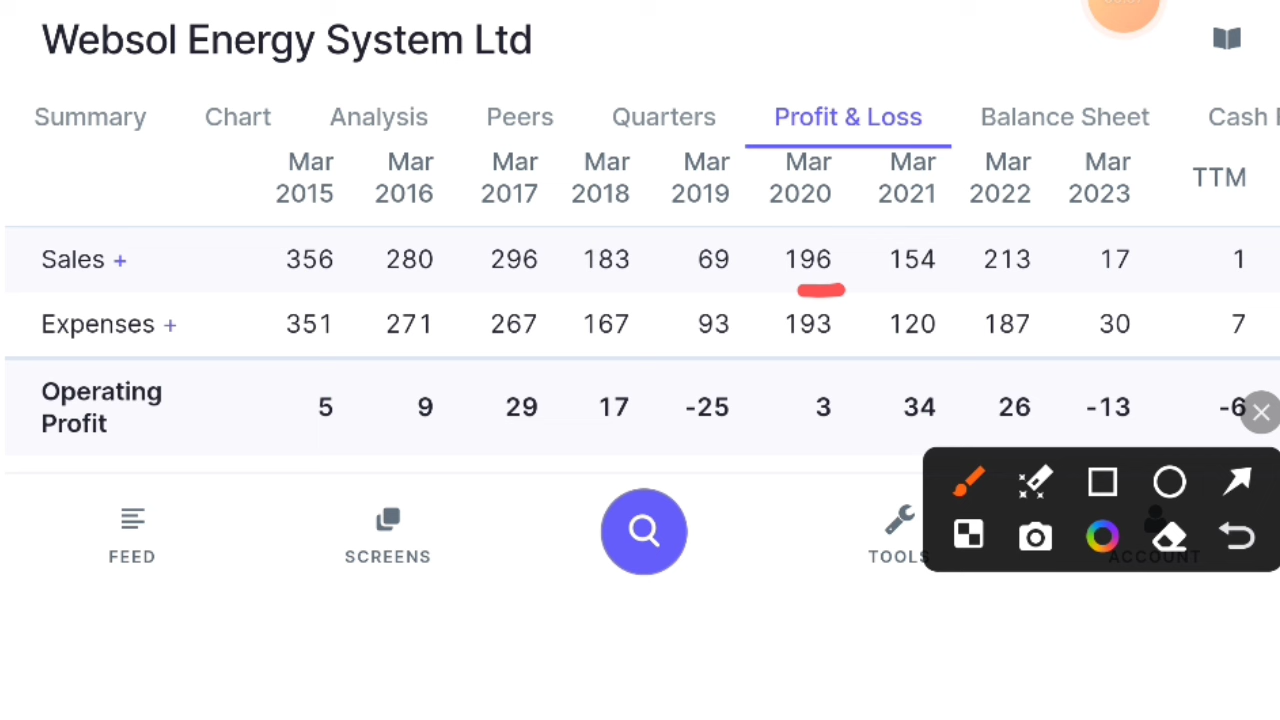 Websol Energy System Ltd
Summary Chart Analysis Peers Quarters Profit & Loss Balance Sheet Cash
Mar 2015 Mar 2016 Mar 2017 Mar 2018 Mar 2019 Mar 2020 Mar 2021 Mar 2022 Mar 2023 TTM
Sales + 356 280 296 183 69 196 154 213 17 1
Expenses + 351 271 267 167 93 193 120 187 30 7
Operating Profit 5 9 29 17 -25 3 34 26 -13 -6
FEED SCREENS TOOLS ACCOUNT